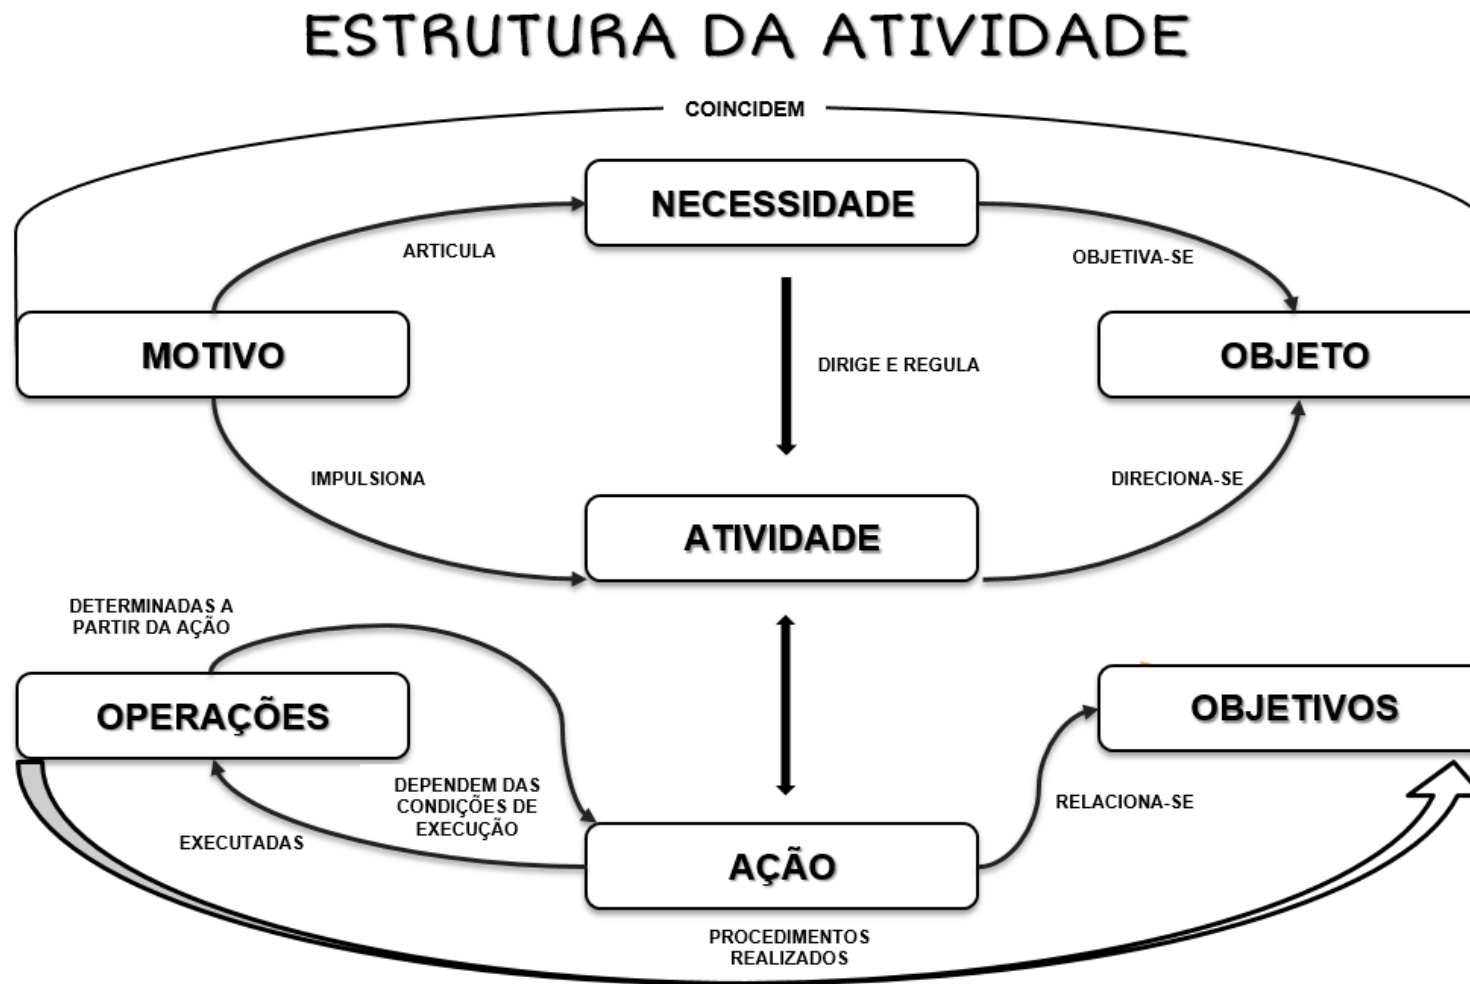 ESTRUTURA DA ATIVIDADE
COINCIDEM
NECESSIDADE
ARTICULA
OBJETIVA-SE
MOTIVO
DIRIGE E REGULA
OBJETO
IMPULSIONA
DIRECIONA-SE
ATIVIDADE
DETERMINADAS A
PARTIR DA AÇÃO
OPERAÇÕES
OBJETIVOS
DEPENDEM DAS
CONDIÇÕES DE
EXECUÇÃO
RELACIONA-SE
EXECUTADAS
AÇÃO
PROCEDIMENTOS
REALIZADOS